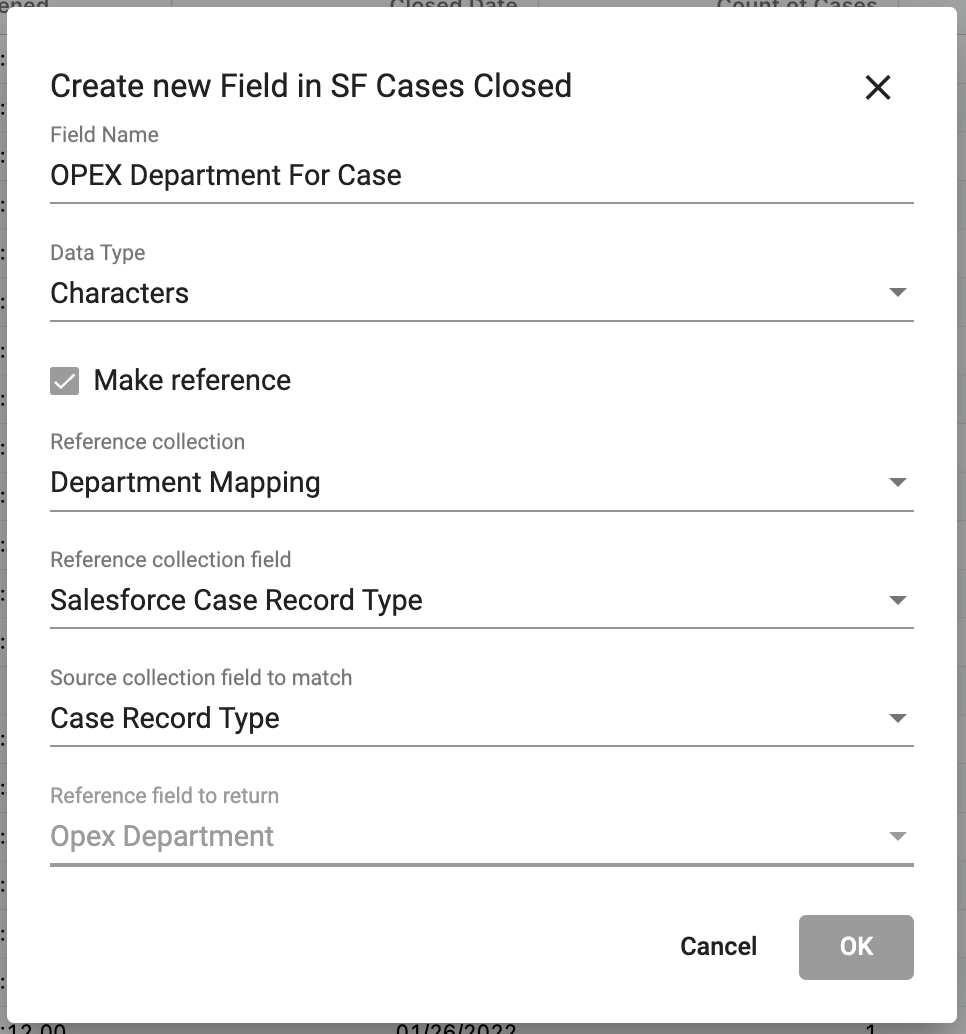 Closed Date
Count of Cases
Create new Field in SF Cases Closed
Field Name
OPEX Department For Case
Data Type
Characters
Make reference
Reference collection
Department Mapping
Reference collection field
Salesforce Case Record Type
Source collection field to match
Case Record Type
Reference field to return
Opex Department
Cancel
OK
:12.00
01/26/2022
1